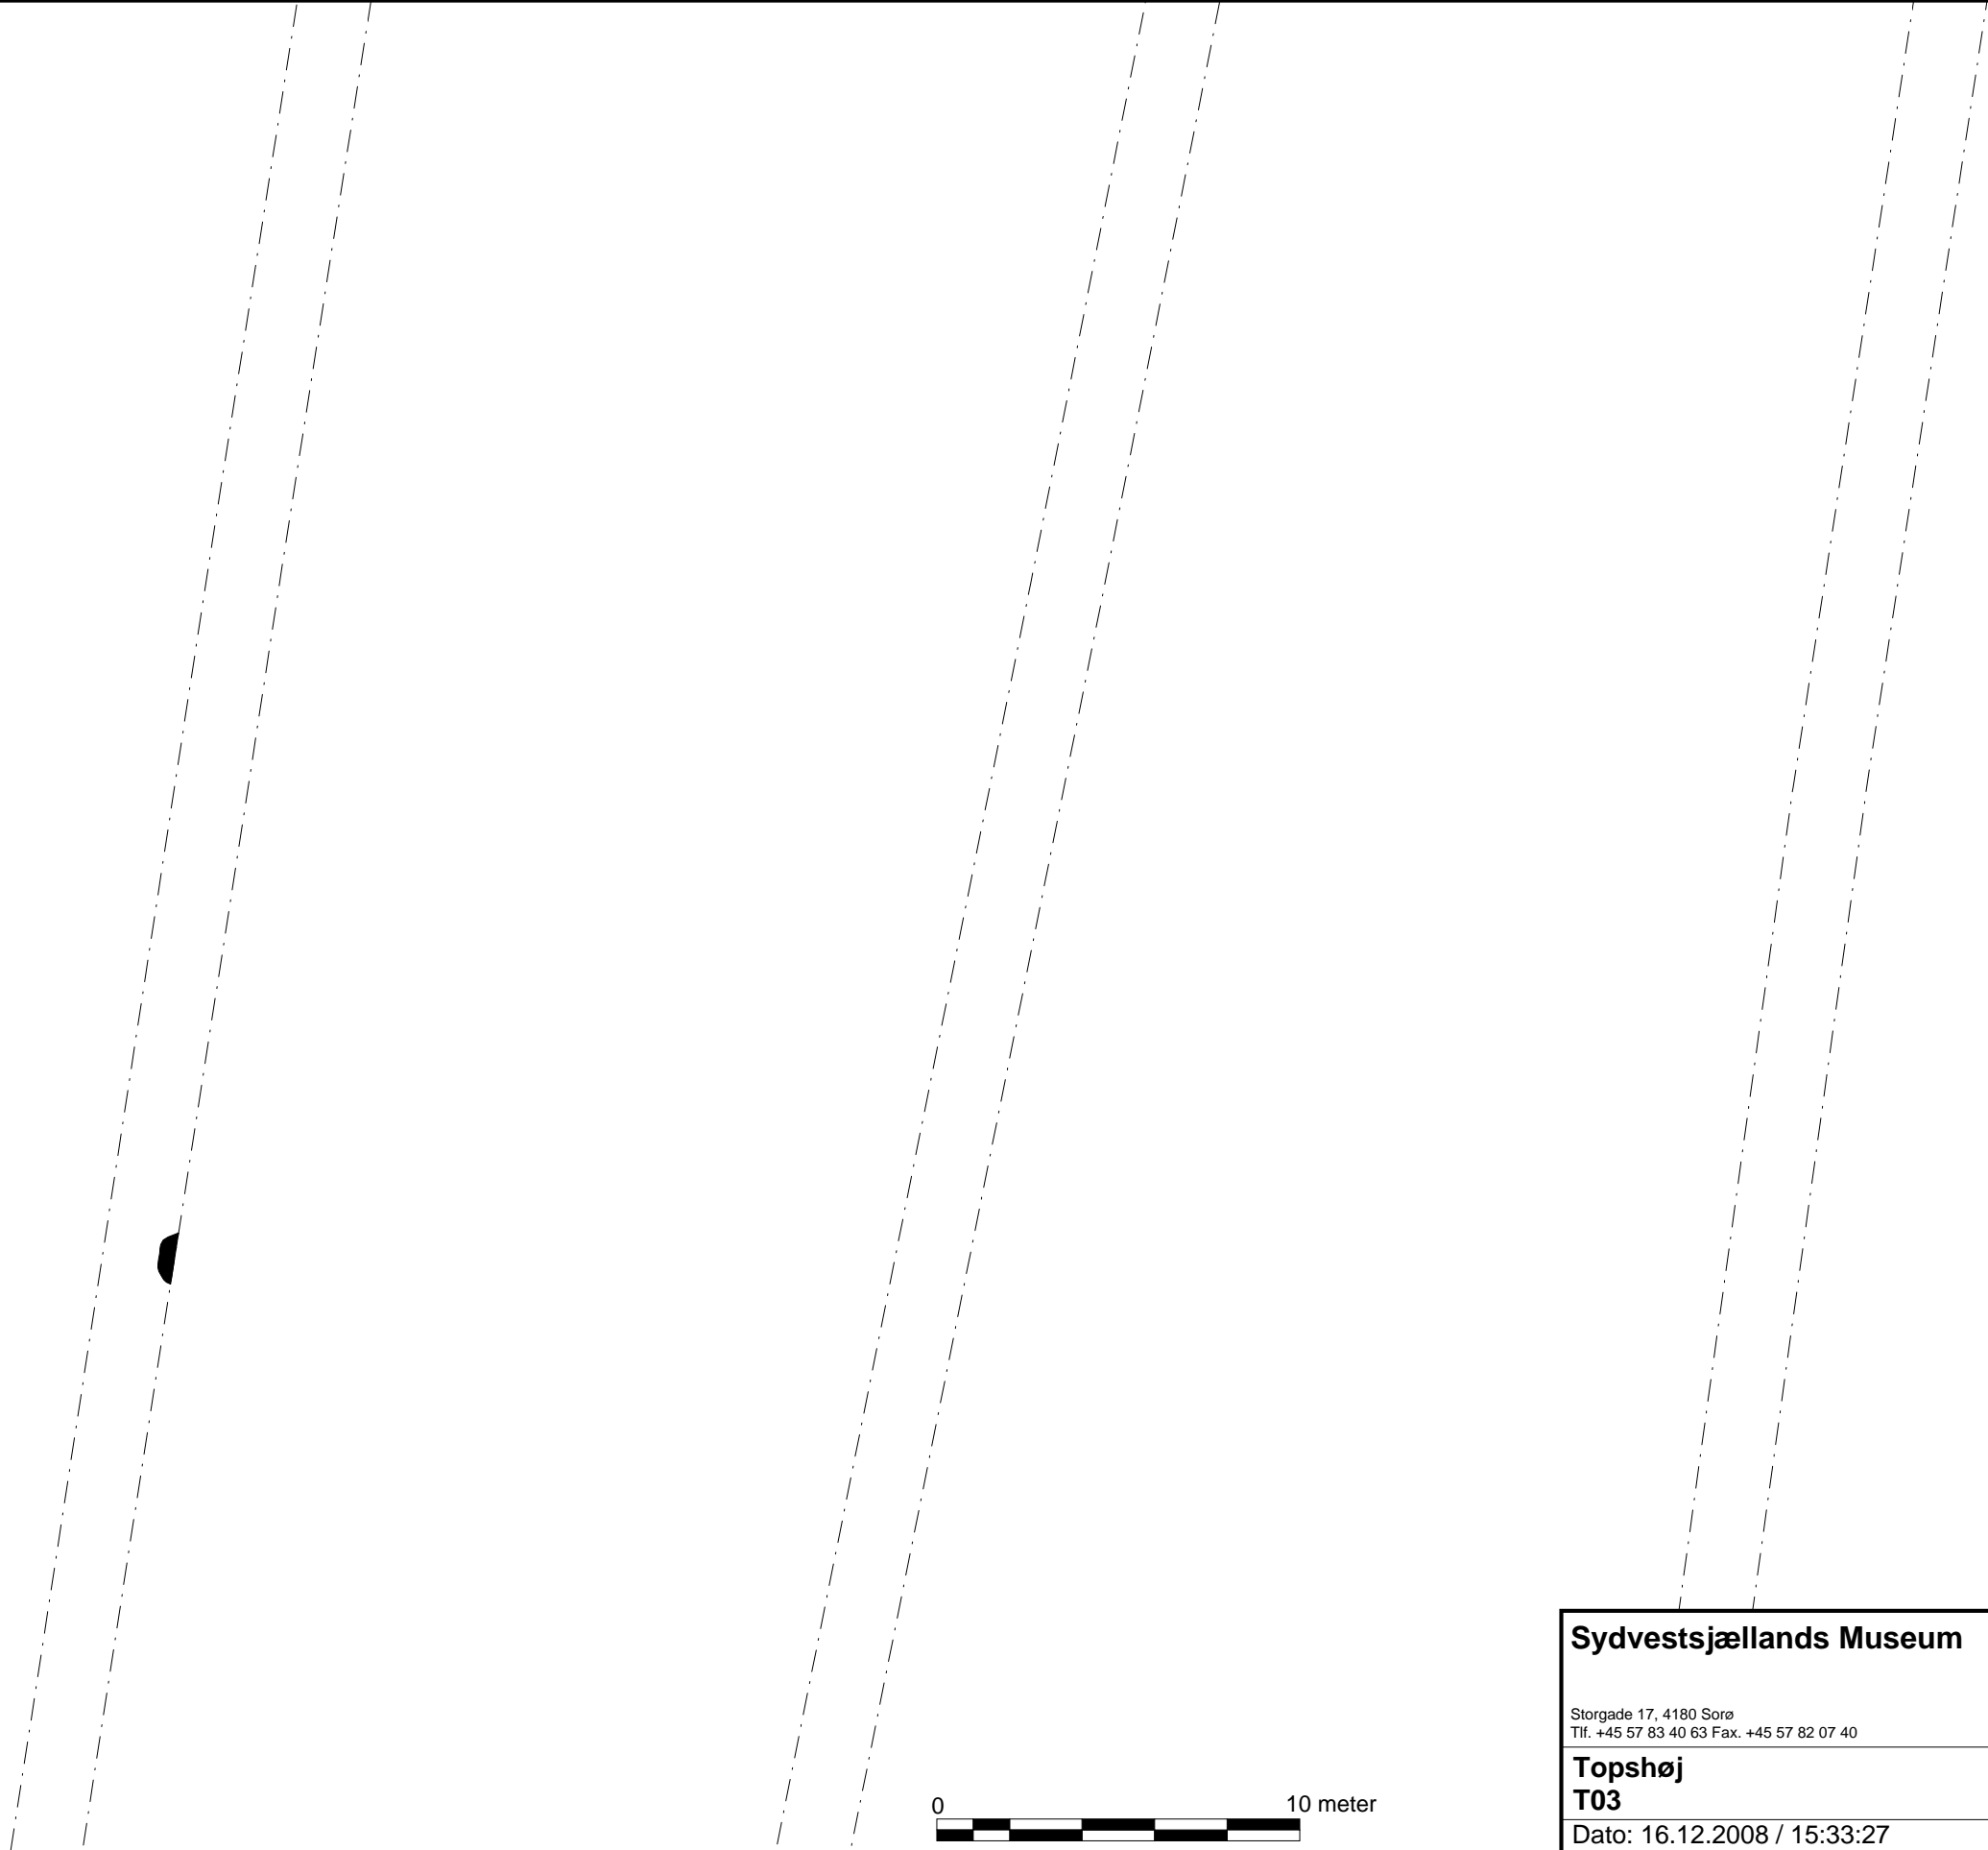 0 10 meter
Sydvestsjællands Museum
Storgade 17, 4180 Sorø
Tlf. +45 57 83 40 63 Fax. +45 57 82 07 40
Topshøj
T03
Dato: 16.12.2008 / 15:33:27